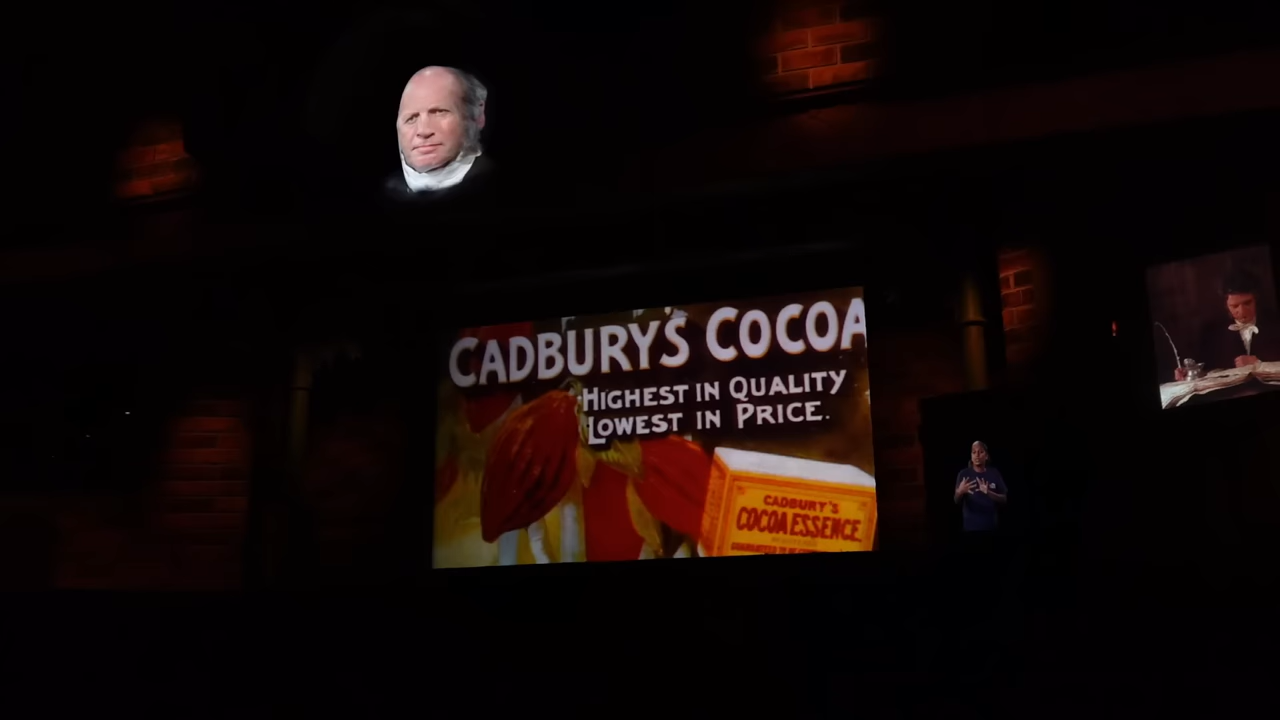 CADBURY'S COCOA
HIGHEST IN QUALITY
LOWEST IN PRICE.
CADBURY'S
COCOA ESSENCE